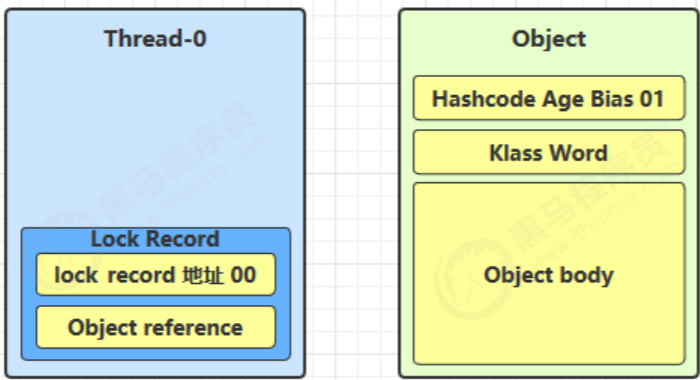 Thread-0
Lock Record
lock record 地址 00
Object reference
Object
Hashcode Age Bias 01
Klass Word
Object body
黑马程序员
www.itheima.com
黑马程序员
www.itheima.com